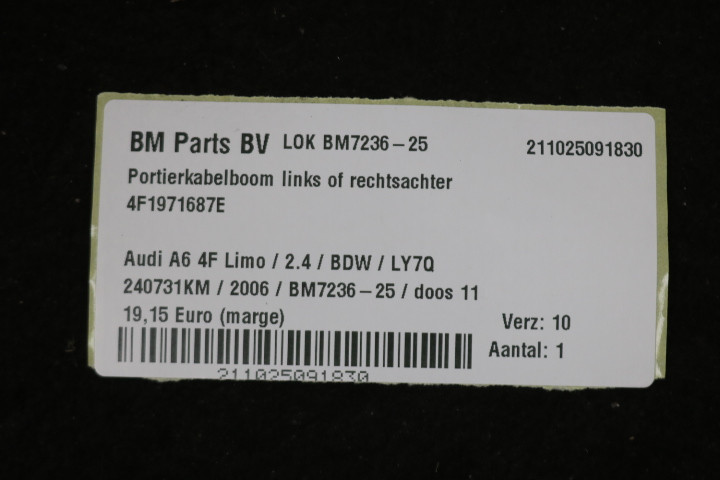 BM Parts BV LOK BM7236-25 211025091830
Portierkabelboom links of rechtsachter
4F1971687E
Audi A6 4F Limo / 2.4 / BDW / LY7Q
240731KM / 2006 / BM7236-25 / doos 11
19,15 Euro (marge) Verz: 10
Aantal: 1
211025091830